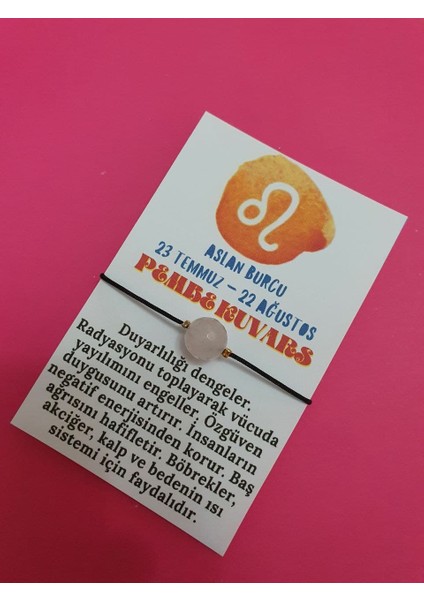 ASLAN BURCU
23 TEMMUZ – 22 AĞUSTOS
PEMBE KUVARS
Duyarlılığı dengeler.
Radyasyonu toplayarak vücuda
yayılımını engeller. Özgüven
duygusunu artırır. İnsanların
negatif enerjisinden korur. Baş
ağrısını hafifletir. Böbrekler,
akciğer, kalp ve bedenin ısı
sistemi için faydalıdır.